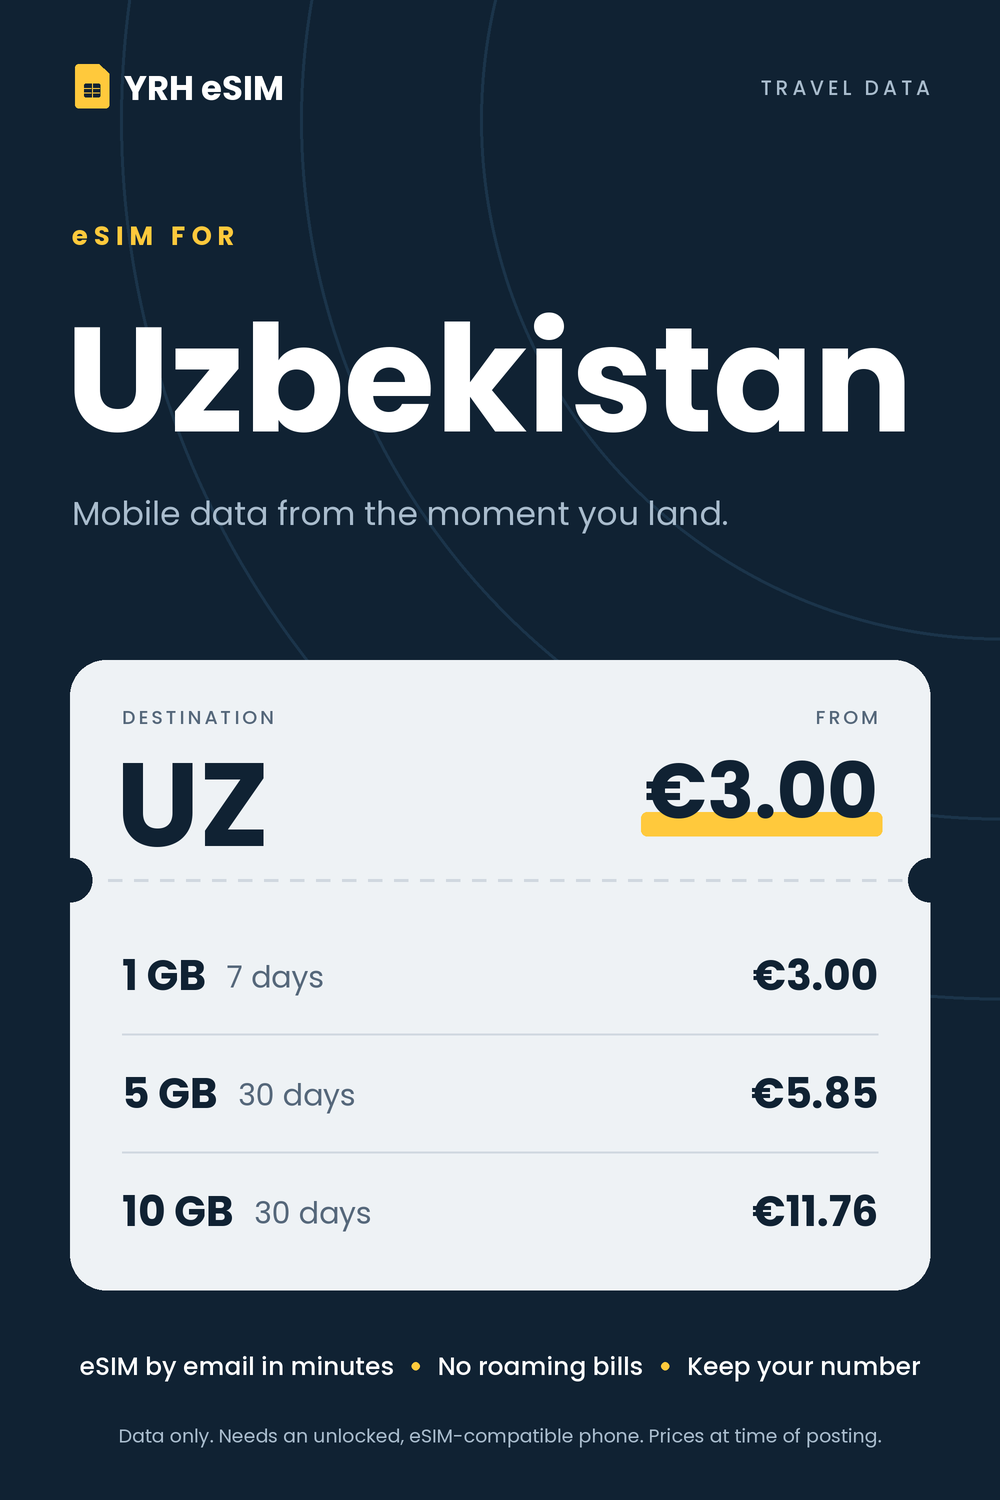 YRH eSIM
TRAVEL DATA
eSIM FOR
Uzbekistan
Mobile data from the moment you land.
DESTINATION
FROM
UZ
€3.00
1 GB 7 days €3.00
5 GB 30 days €5.85
10 GB 30 days €11.76
eSIM by email in minutes • No roaming bills • Keep your number
Data only. Needs an unlocked, eSIM-compatible phone. Prices at time of posting.